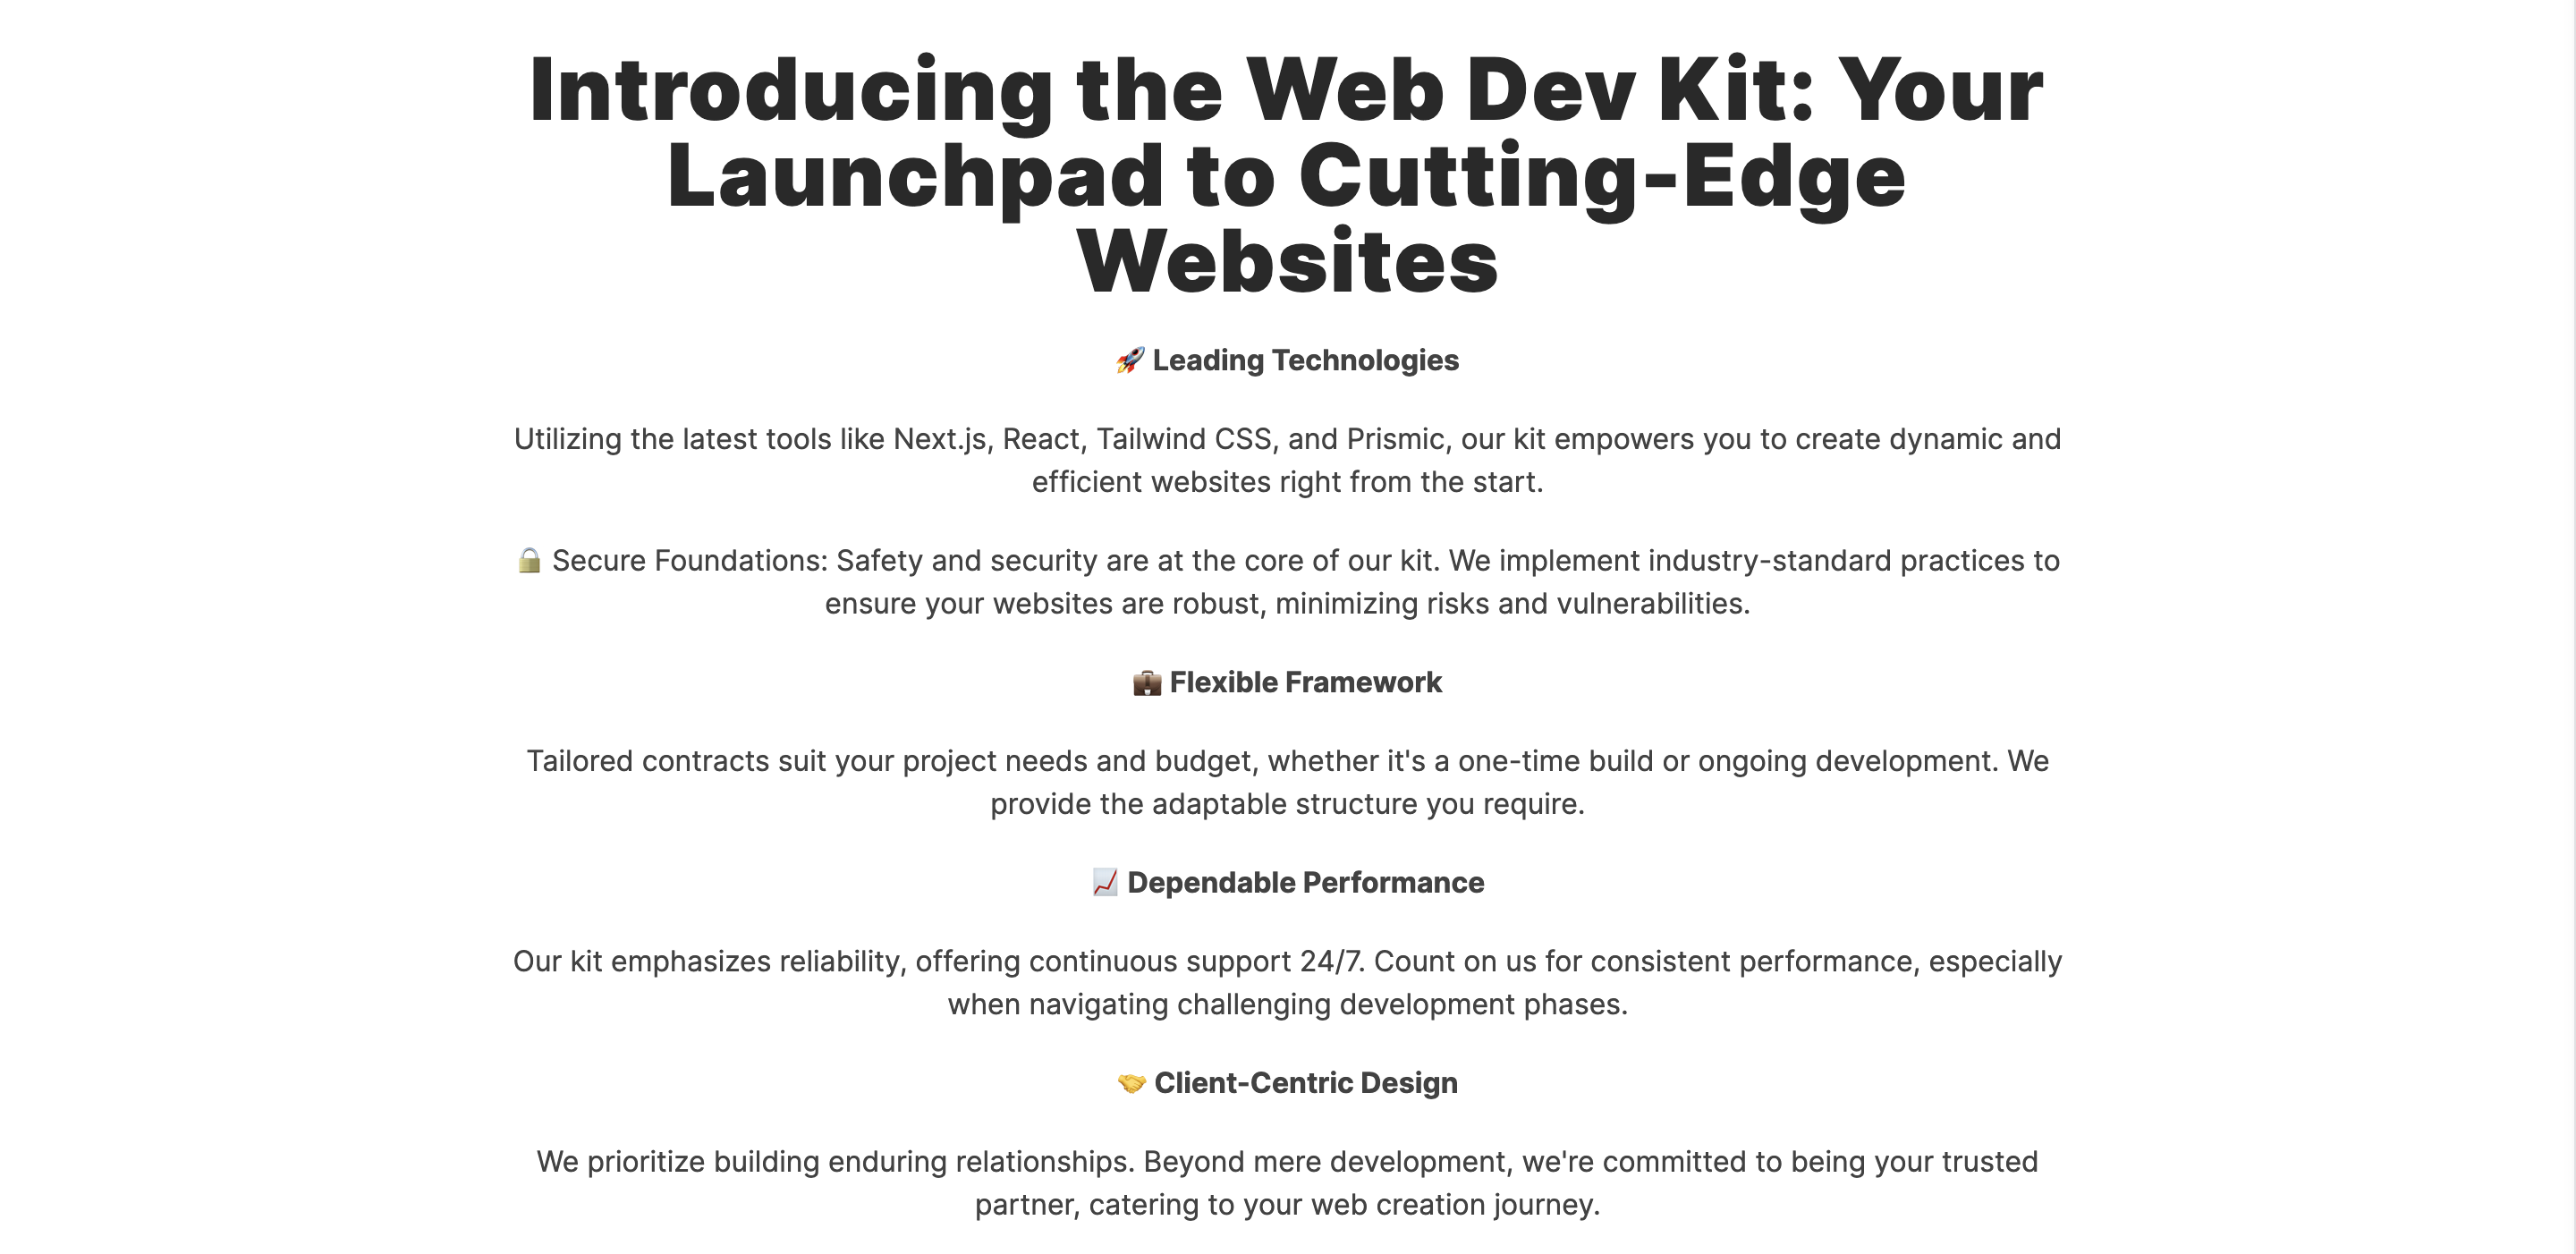 Introducing the Web Dev Kit: Your
Launchpad to Cutting-Edge
Websites
🚀 Leading Technologies
Utilizing the latest tools like Next.js, React, Tailwind CSS, and Prismic, our kit empowers you to create dynamic and
efficient websites right from the start.
🔒 Secure Foundations: Safety and security are at the core of our kit. We implement industry-standard practices to
ensure your websites are robust, minimizing risks and vulnerabilities.
💼 Flexible Framework
Tailored contracts suit your project needs and budget, whether it's a one-time build or ongoing development. We
provide the adaptable structure you require.
📈 Dependable Performance
Our kit emphasizes reliability, offering continuous support 24/7. Count on us for consistent performance, especially
when navigating challenging development phases.
🤝 Client-Centric Design
We prioritize building enduring relationships. Beyond mere development, we're committed to being your trusted
partner, catering to your web creation journey.